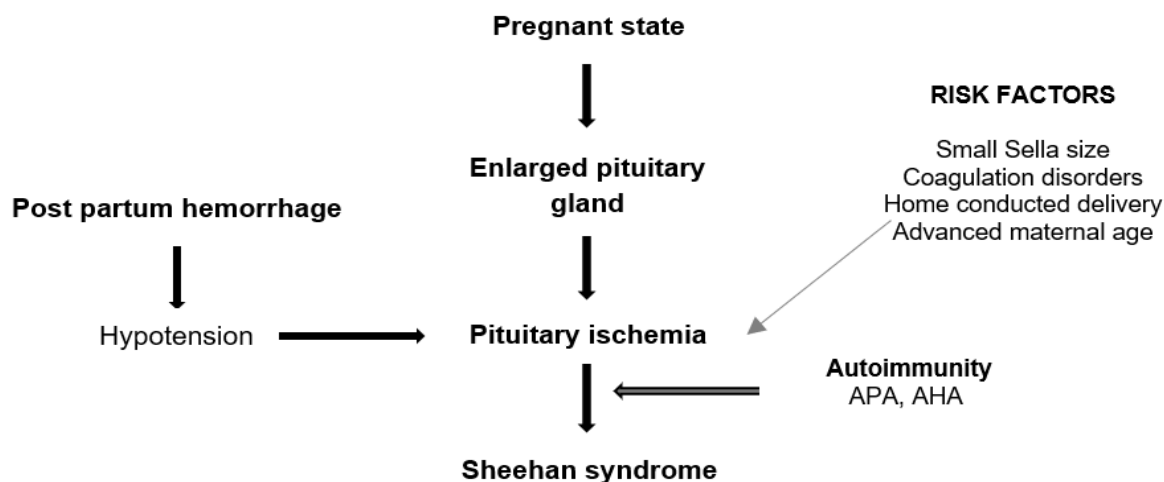 Pregnant state
RISK FACTORS
Small Sella size
Coagulation disorders
Home conducted delivery
Advanced maternal age
Enlarged pituitary
gland
Post partum hemorrhage
Hypotension
Pituitary ischemia
Autoimmunity
APA, AHA
Sheehan syndrome